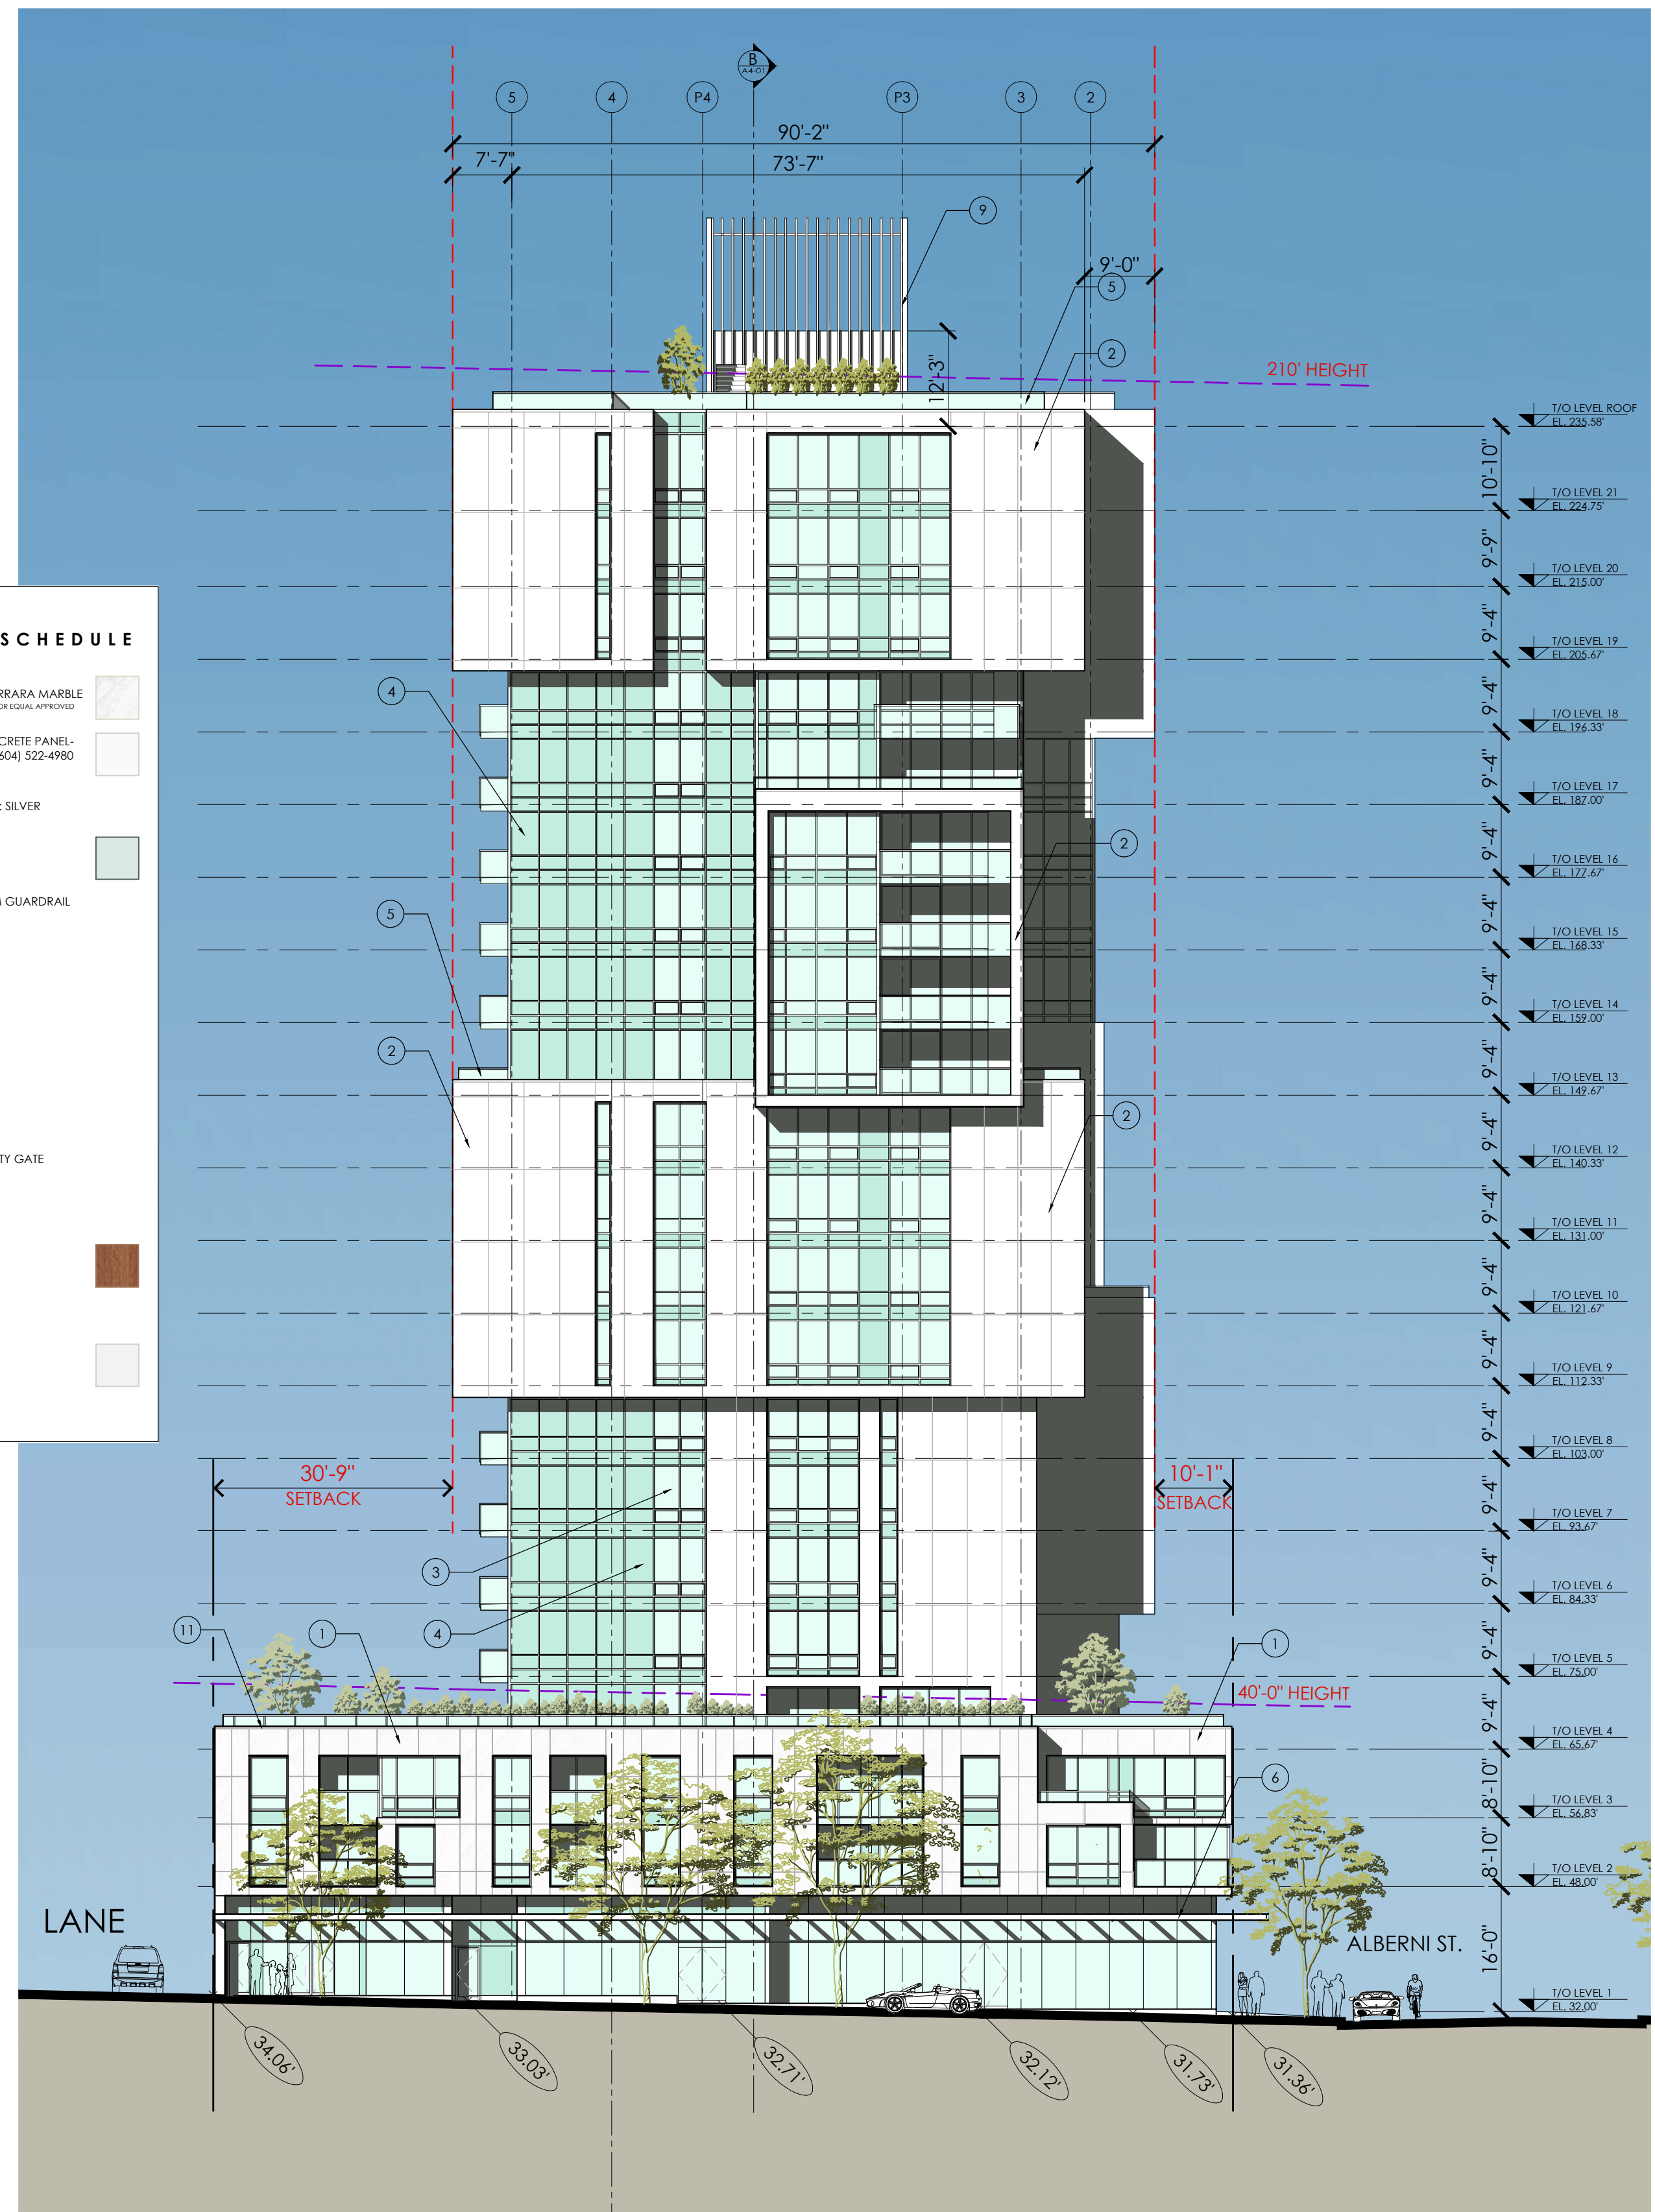 B
A4-01
5
4
P4
P3
3
2
90'-2"
7'-7"
73'-7"
9
9'-0"
5
2
12'-3"
210' HEIGHT
T/O LEVEL ROOF
EL. 235.58'
10'-10"
T/O LEVEL 21
EL. 224.75'
9'-9"
T/O LEVEL 20
EL. 215.00'
9'-4"
T/O LEVEL 19
EL. 205.67'
9'-4"
T/O LEVEL 18
EL. 196.33'
9'-4"
T/O LEVEL 17
EL. 187.00'
9'-4"
T/O LEVEL 16
EL. 177.67'
9'-4"
T/O LEVEL 15
EL. 168.33'
9'-4"
T/O LEVEL 14
EL. 159.00'
9'-4"
T/O LEVEL 13
EL. 149.67'
9'-4"
T/O LEVEL 12
EL. 140.33'
9'-4"
T/O LEVEL 11
EL. 131.00'
9'-4"
T/O LEVEL 10
EL. 121.67'
9'-4"
T/O LEVEL 9
EL. 112.33'
9'-4"
T/O LEVEL 8
EL. 103.00'
9'-4"
T/O LEVEL 7
EL. 93.67'
9'-4"
T/O LEVEL 6
EL. 84.33'
9'-4"
T/O LEVEL 5
EL. 75.00'
9'-4"
T/O LEVEL 4
EL. 65.67'
8'-10"
T/O LEVEL 3
EL. 56.83'
8'-10"
T/O LEVEL 2
EL. 48.00'
16'-0"
T/O LEVEL 1
EL. 32.00'
SCHEDULE
RRARA MARBLE
OR EQUAL APPROVED
CRETE PANEL-
604) 522-4980
: SILVER
GUARDRAIL
TY GATE
4
5
2
2
2
30'-9"
SETBACK
10'-1"
SETBACK
3
4
11
1
1
40'-0" HEIGHT
6
LANE
ALBERNI ST.
34.06'
33.03'
32.71'
32.12'
31.73'
31.36'